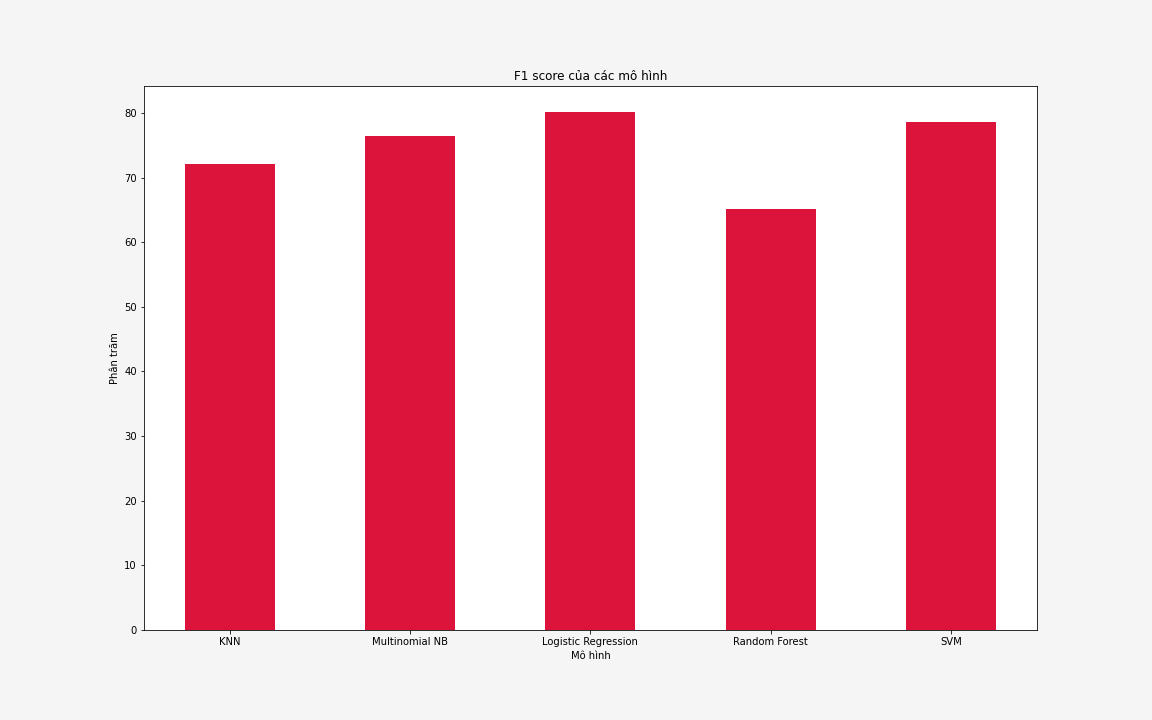 F1 score của các mô hình
80
70
60
50
40
30
20
10
0
Phần trăm
KNN
Multinomial NB
Logistic Regression
Random Forest
SVM
Mô hình